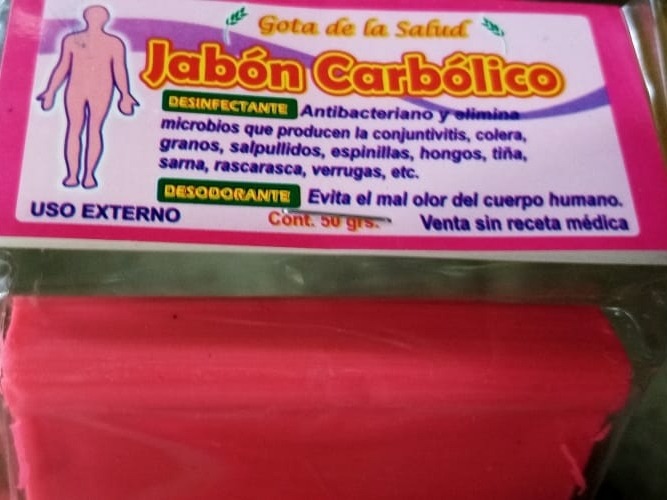 Gota de la Salud
Jabón Carbólico
DESINFECTANTE Antibacteriano y elimina
microbios que producen la conjuntivitis, colera,
granos, salpullidos, espinillas, hongos, tiña,
sarna, rascarasca, verrugas, etc.
DESODORANTE Evita el mal olor del cuerpo humano.
USO EXTERNO Cont. 50 grs. Venta sin receta médica